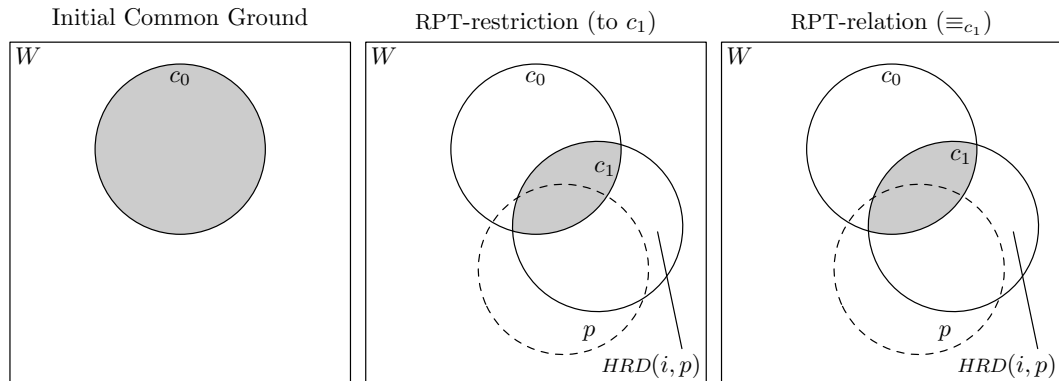 Initial Common Ground
W
c₀
RPT-restriction (to c₁)
W
c₀
c₁
p
HRD(i, p)
RPT-relation (≡c₁)
W
c₀
c₁
p
HRD(i, p)